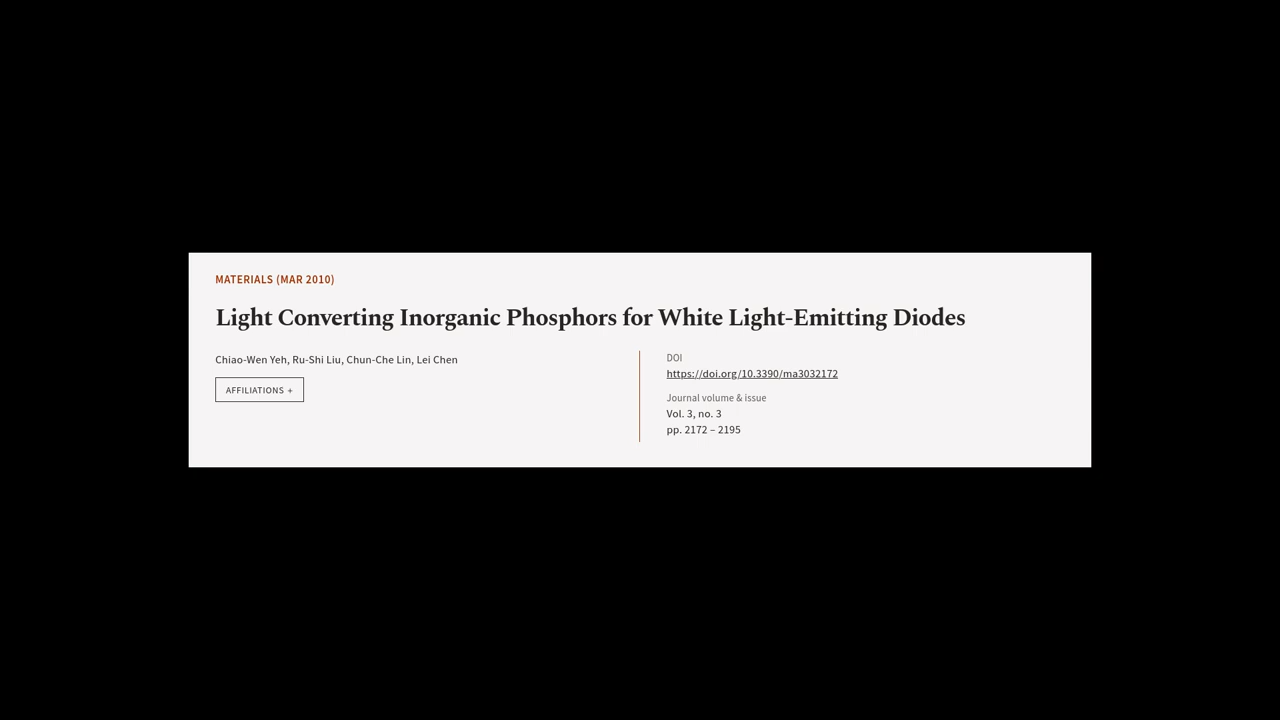 MATERIALS (MAR 2010)
Light Converting Inorganic Phosphors for White Light-Emitting Diodes
Chiao-Wen Yeh, Ru-Shi Liu, Chun-Che Lin, Lei Chen
AFFILIATIONS +
DOI
https://doi.org/10.3390/ma3032172
Journal volume & issue
Vol. 3, no. 3
pp. 2172 – 2195